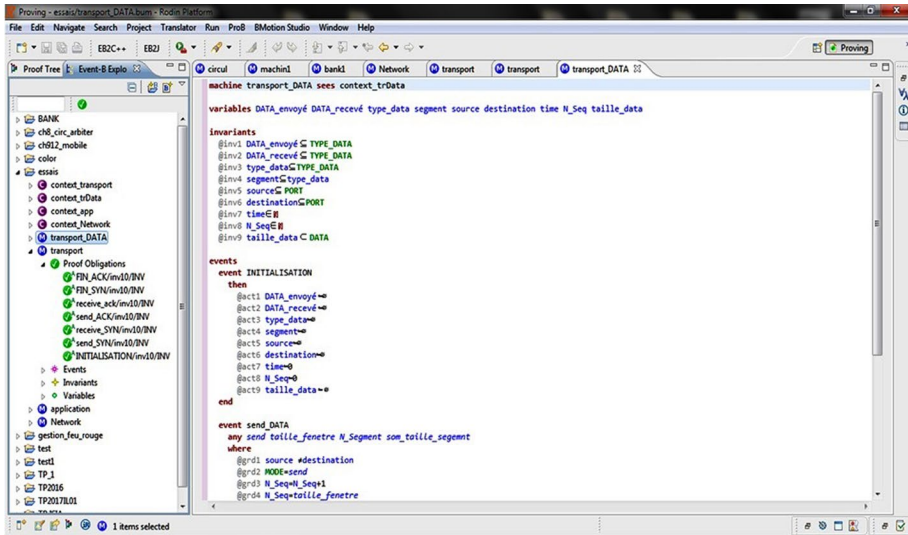 Proving - essais/transport_DATA.bum - Rodin Platform
File Edit Navigate Search Project Translator Run ProB BMotion Studio Window Help
EB2C++ EB2J Proving
Proof Tree Event-B Explo
circul machin1 bank1 Network transport transport transport_DATA
BANK
ch8_circ_arbiter
ch912_mobile
color
essais
context_transport
context_trData
context_app
context_Network
transport_DATA
transport
Proof Obligations
FIN_ACK/inv10/INV
FIN_SYN/inv10/INV
receive_ack/inv10/INV
send_ACK/inv10/INV
receive_SYN/inv10/INV
send_SYN/inv10/INV
INITIALISATION/inv10/INV
Events
Invariants
Variables
application
Network
gestion_feu_rouge
test
test1
TP_1
TP2016
TP2017IL01
machine transport_DATA sees context_trData
variables DATA_envoyé DATA_recevé type_data segment source destination time N_Seq taille_data
invariants
@inv1 DATA_envoyé ⊆ TYPE_DATA
@inv2 DATA_recevé ⊆ TYPE_DATA
@inv3 type_data⊆TYPE_DATA
@inv4 segment⊆type_data
@inv5 source⊆ PORT
@inv6 destination⊆PORT
@inv7 time∈ℕ
@inv8 N_Seq∈ℕ
@inv9 taille_data ⊂ DATA
events
event INITIALISATION
then
@act1 DATA_envoyé ≔∅
@act2 DATA_recevé ≔∅
@act3 type_data≔∅
@act4 segment≔∅
@act5 source≔∅
@act6 destination≔∅
@act7 time≔0
@act8 N_Seq≔0
@act9 taille_data ≔∅
end
event send_DATA
any send taille_fenetre N_Segment som_taille_segemnt
where
@grd1 source ≠destination
@grd2 MODE=send
@grd3 N_Seq=N_Seq+1
@grd4 N_Seq=taille_fenetre
1 items selected